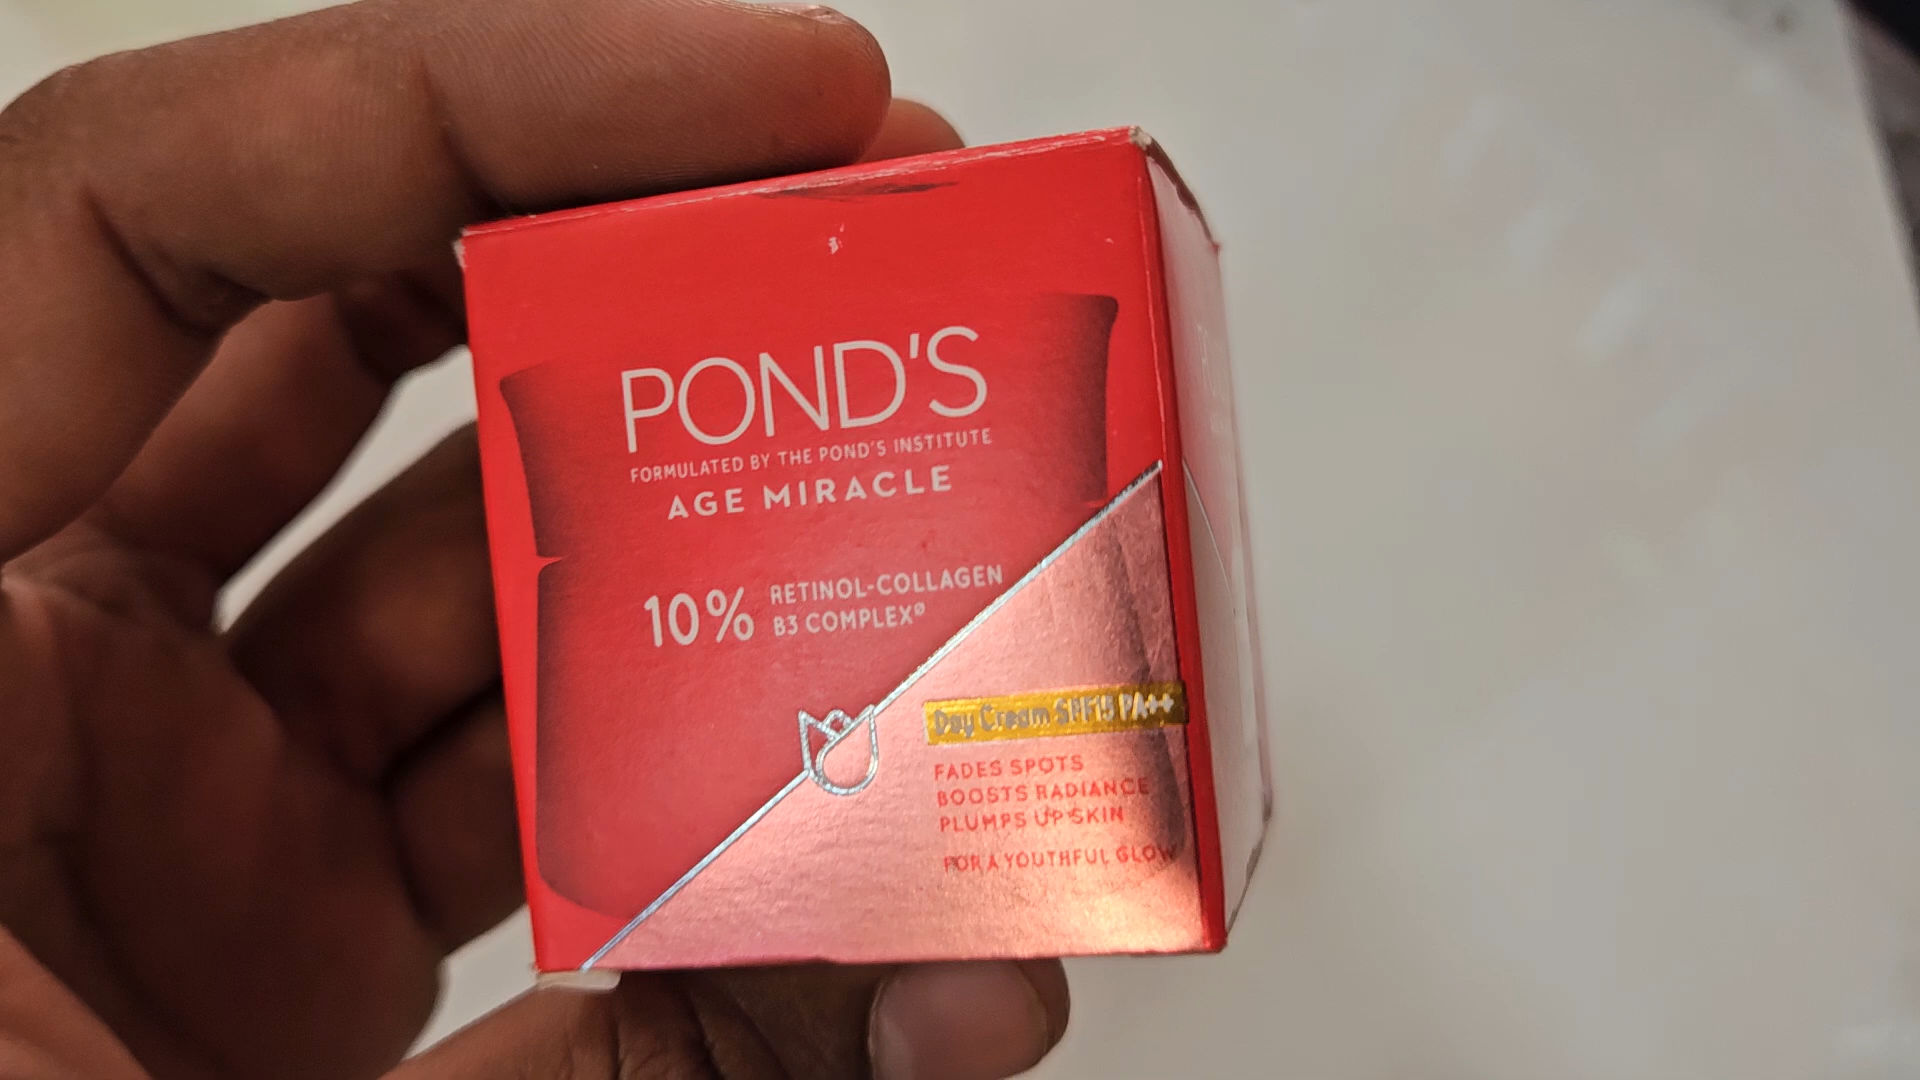 POND'S
FORMULATED BY THE POND'S INSTITUTE
AGE MIRACLE
10% RETINOL-COLLAGEN
B3 COMPLEXØ
Day Cream SPF15 PA++
FADES SPOTS
BOOSTS RADIANCE
PLUMPS UP SKIN
FOR A YOUTHFUL GLOW